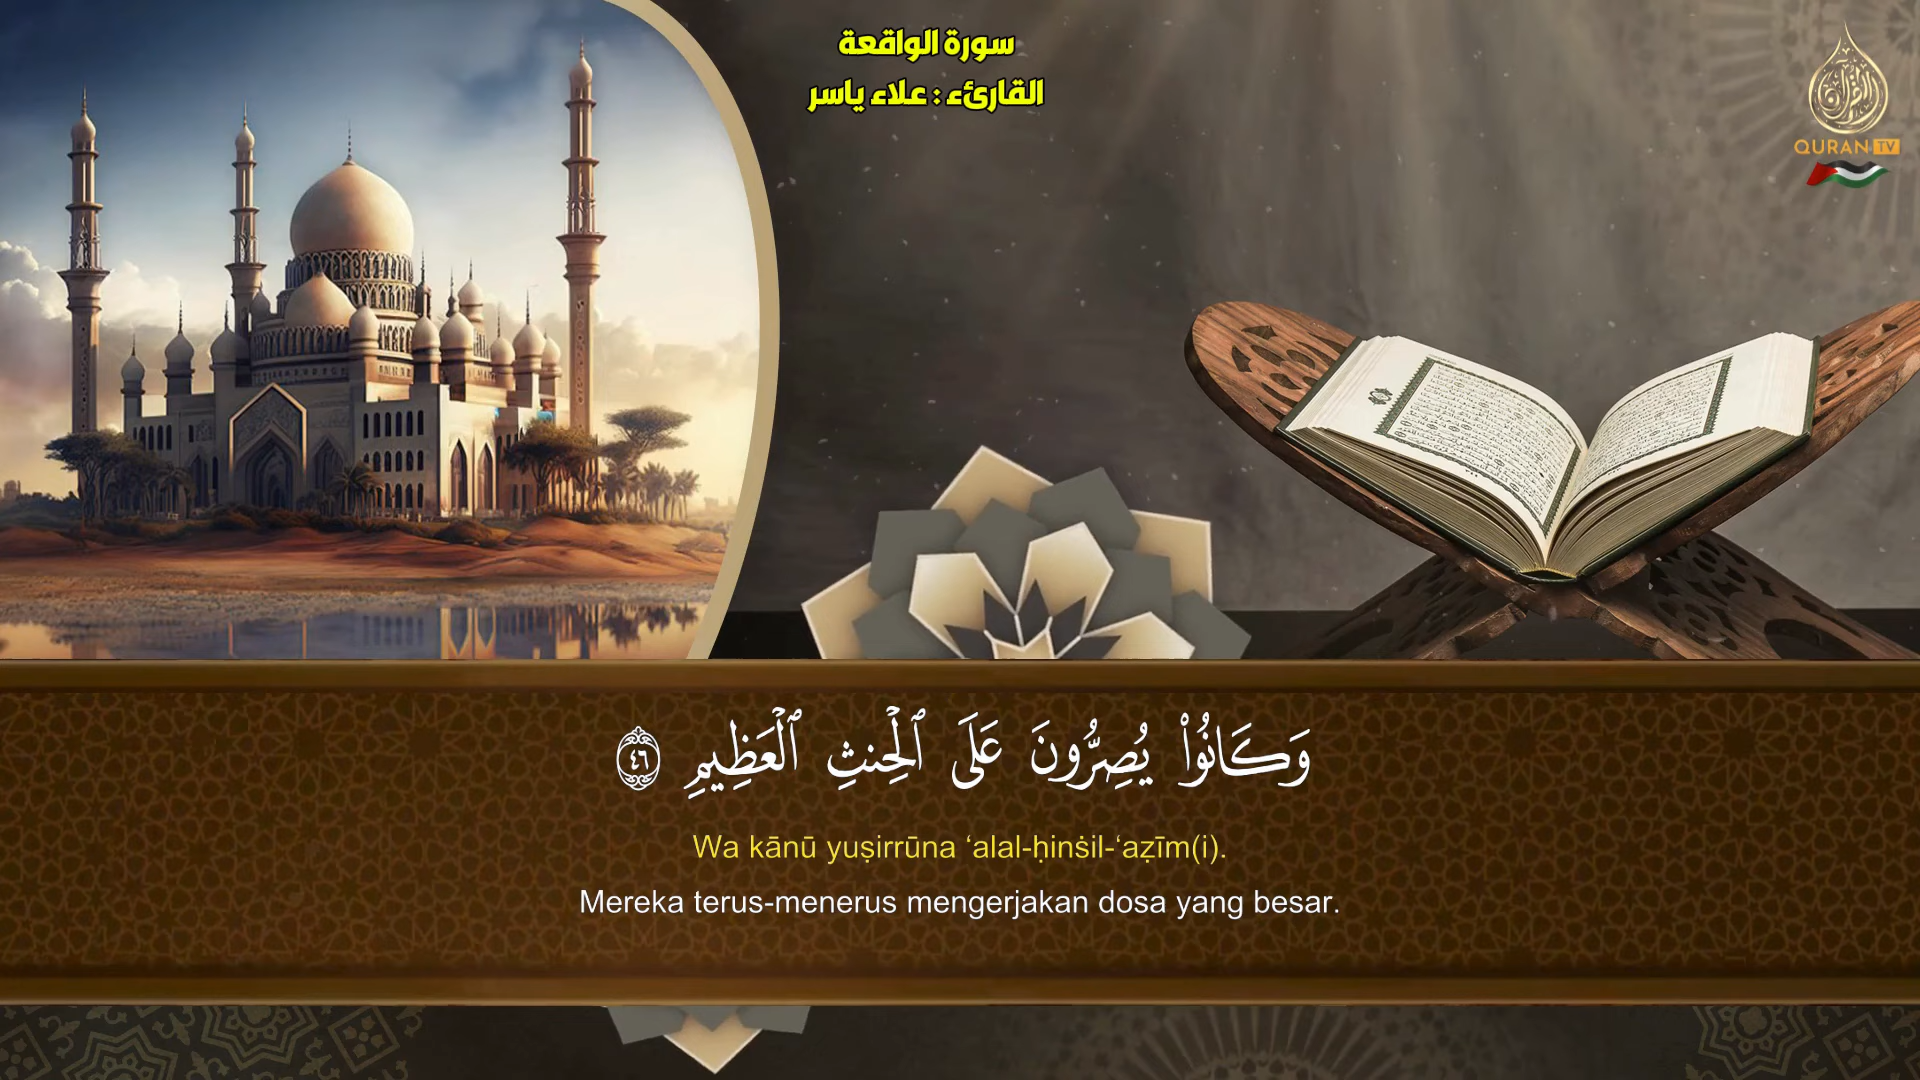 سورة الواقعة
القارئء : علاء ياسر
QURAN TV
وَكَانُوا۟ يُصِرُّونَ عَلَى ٱلْحِنثِ ٱلْعَظِيمِ ٤٦
Wa kānū yuṣirrūna ‘alal-ḥinṡil-‘aẓīm(i).
Mereka terus-menerus mengerjakan dosa yang besar.